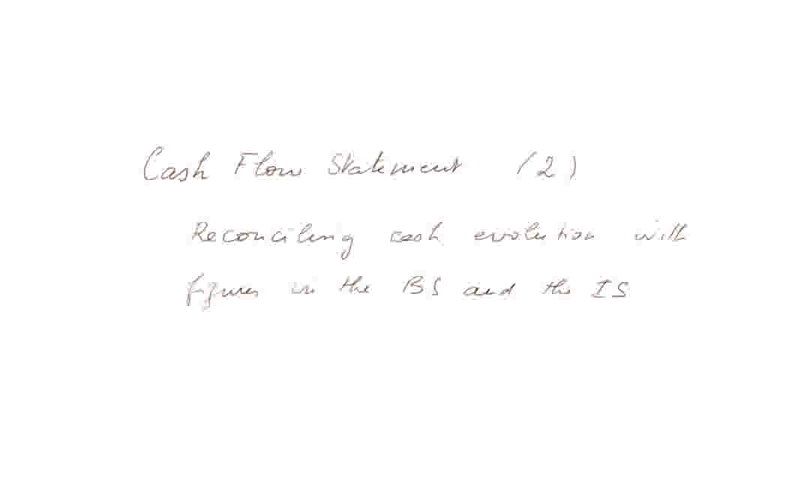 Cash Flow Statement (2)
Reconciling cash evolution with
figures in the BS and the IS